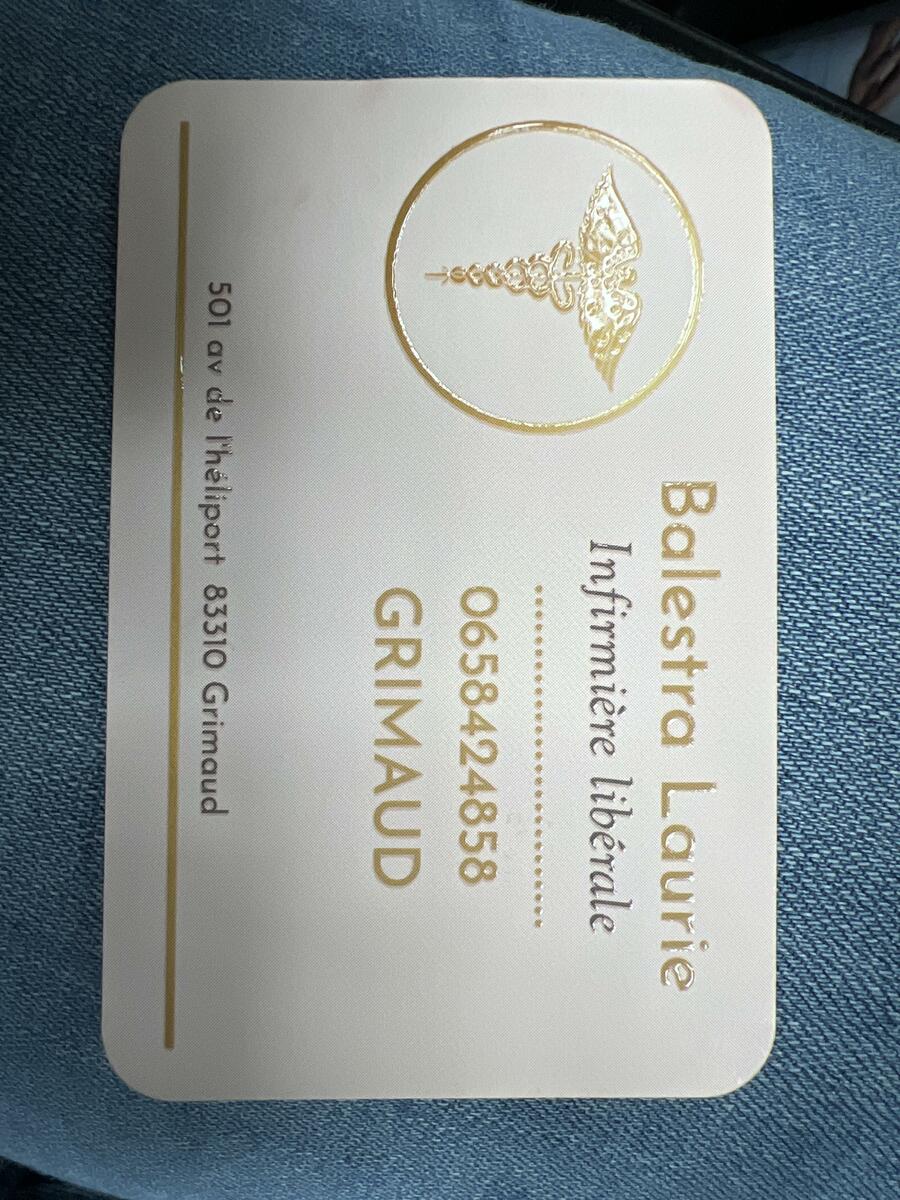 Balestra Laurie
Infirmière libérale
0658424858
GRIMAUD
501 av de l'héliport 83310 Grimaud